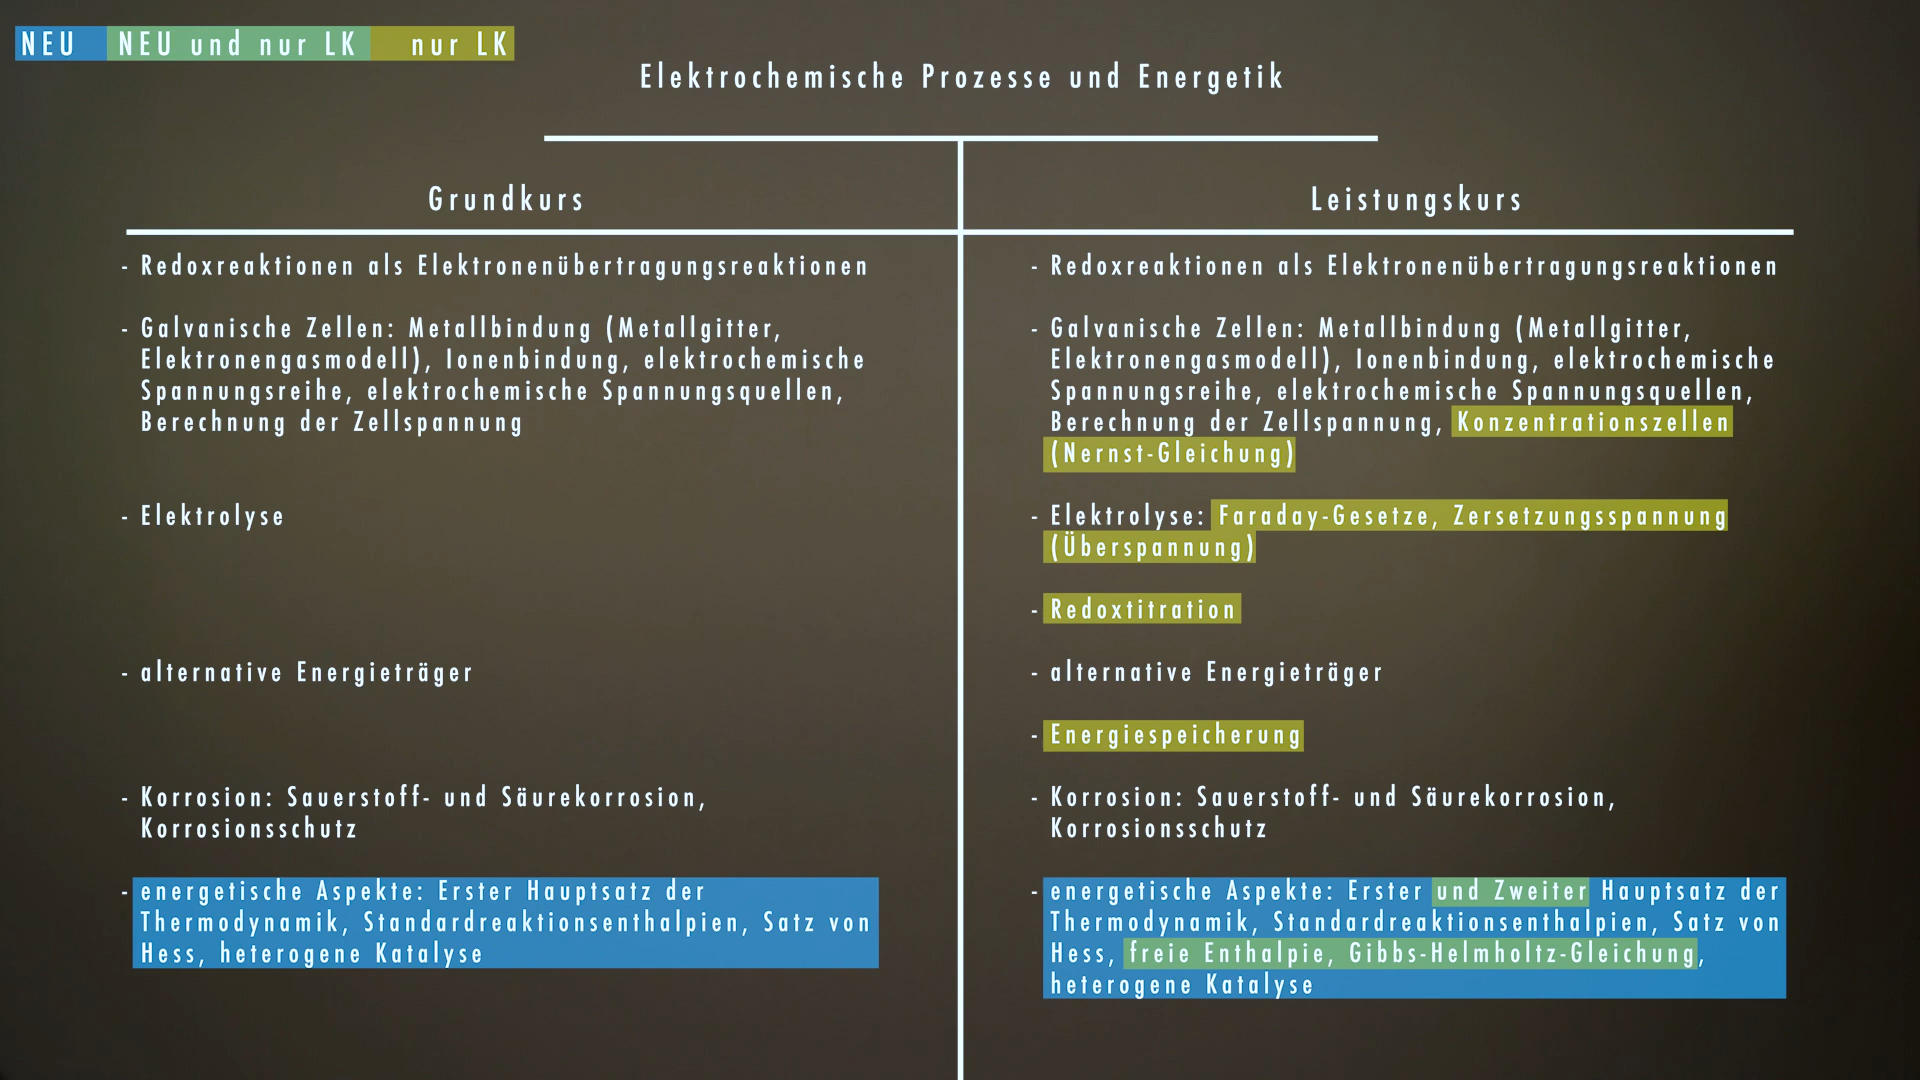 NEU NEU und nur LK nur LK
Elektrochemische Prozesse und Energetik
Grundkurs
- Redoxreaktionen als Elektronenübertragungsreaktionen
- Galvanische Zellen: Metallbindung (Metallgitter,
Elektronengasmodell), Ionenbindung, elektrochemische
Spannungsreihe, elektrochemische Spannungsquellen,
Berechnung der Zellspannung
- Elektrolyse
- alternative Energieträger
- Korrosion: Sauerstoff- und Säurekorrosion,
Korrosionsschutz
- energetische Aspekte: Erster Hauptsatz der
Thermodynamik, Standardreaktionsenthalpien, Satz von
Hess, heterogene Katalyse
Leistungskurs
- Redoxreaktionen als Elektronenübertragungsreaktionen
- Galvanische Zellen: Metallbindung (Metallgitter,
Elektronengasmodell), Ionenbindung, elektrochemische
Spannungsreihe, elektrochemische Spannungsquellen,
Berechnung der Zellspannung, Konzentrationszellen
(Nernst-Gleichung)
- Elektrolyse: Faraday-Gesetze, Zersetzungsspannung
(Überspannung)
- Redoxtitration
- alternative Energieträger
- Energiespeicherung
- Korrosion: Sauerstoff- und Säurekorrosion,
Korrosionsschutz
- energetische Aspekte: Erster und Zweiter Hauptsatz der
Thermodynamik, Standardreaktionsenthalpien, Satz von
Hess, freie Enthalpie, Gibbs-Helmholtz-Gleichung,
heterogene Katalyse